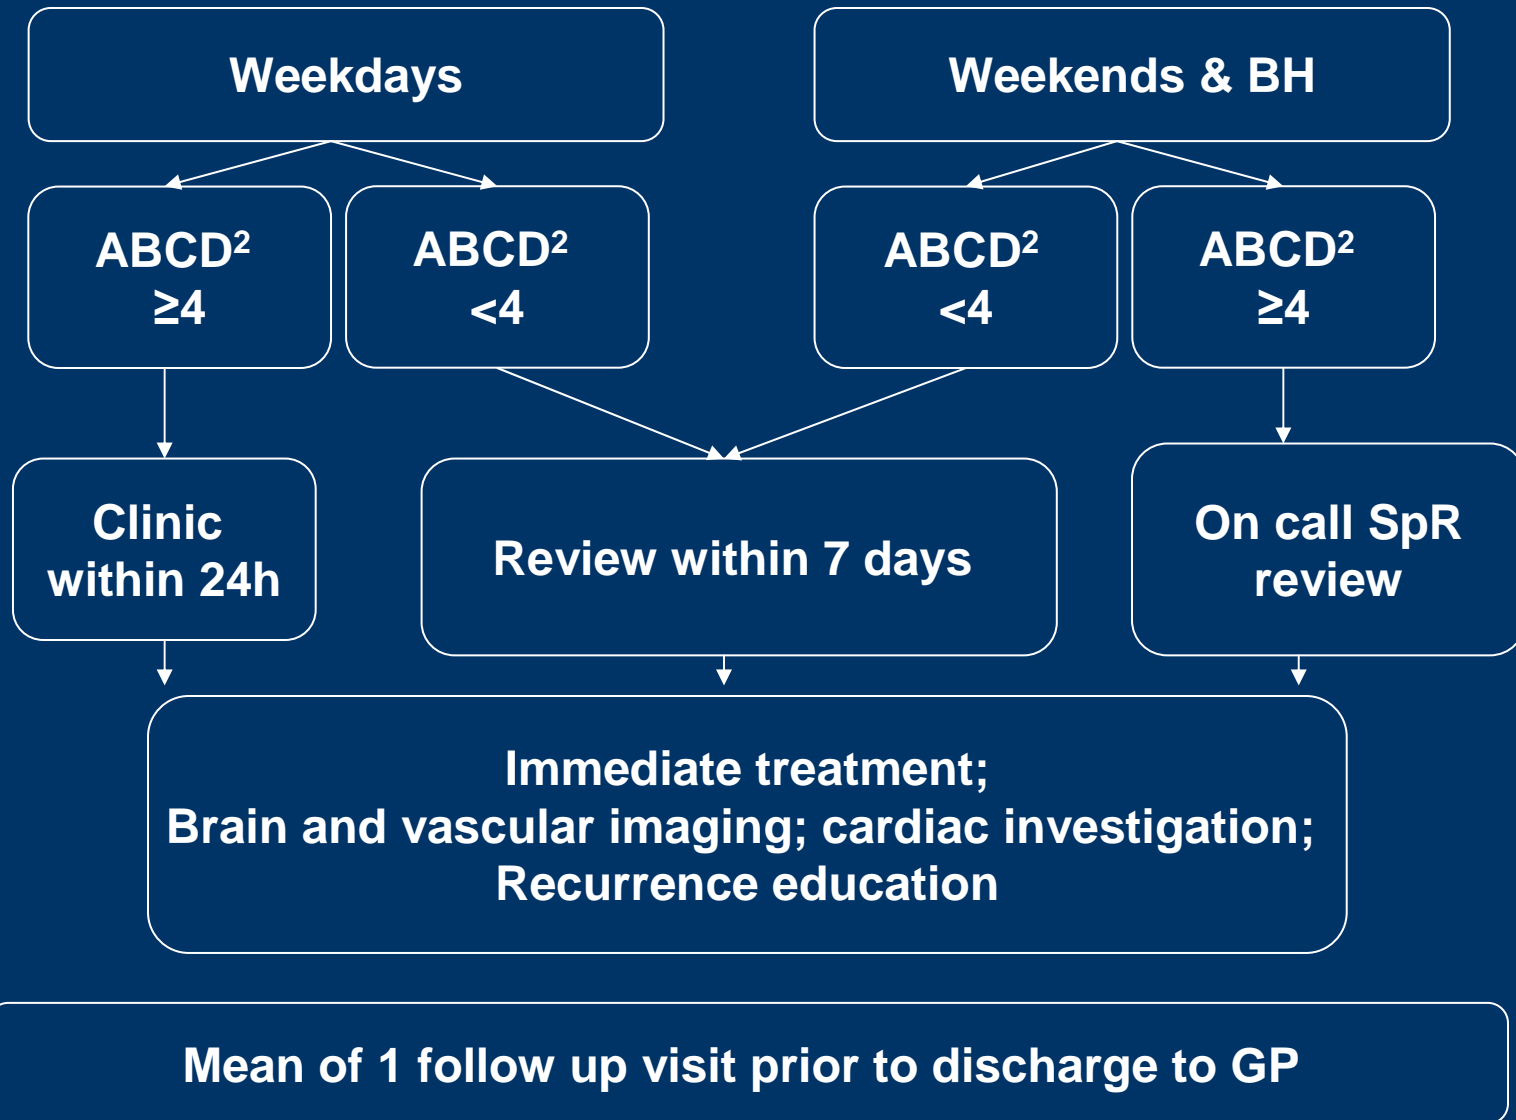 Weekdays
Weekends & BH
ABCD²
≥4
ABCD²
<4
ABCD²
<4
ABCD²
≥4
Clinic
within 24h
Review within 7 days
On call SpR
review
Immediate treatment;
Brain and vascular imaging; cardiac investigation;
Recurrence education
Mean of 1 follow up visit prior to discharge to GP